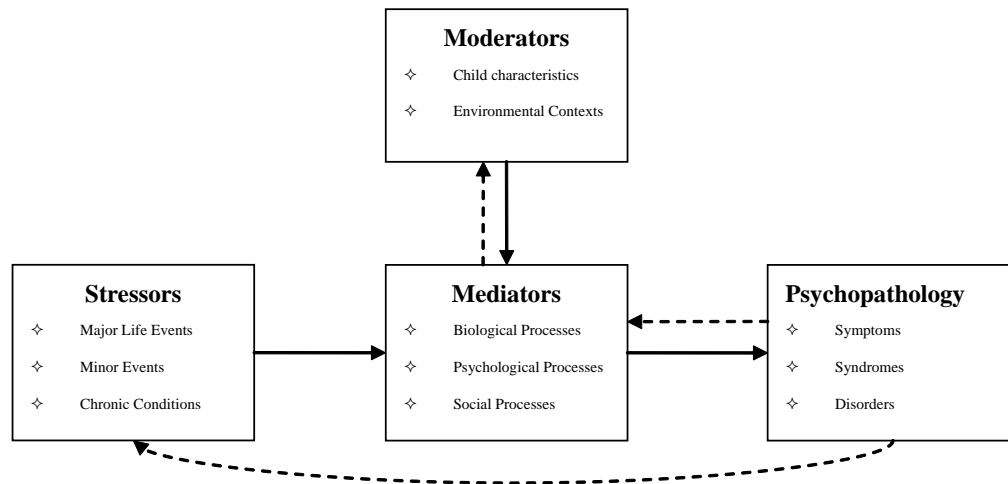 Moderators
✧ Child characteristics
✧ Environmental Contexts
Stressors
✧ Major Life Events
✧ Minor Events
✧ Chronic Conditions
Mediators
✧ Biological Processes
✧ Psychological Processes
✧ Social Processes
Psychopathology
✧ Symptoms
✧ Syndromes
✧ Disorders